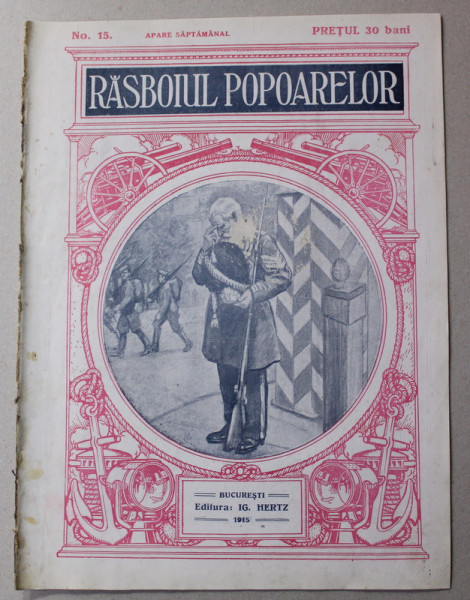 No. 15. APARE SĂPTĂMÂNAL PREȚUL 30 bani
RĂSBOIUL POPOARELOR
BUCUREȘTI
Editura: IG. HERTZ
1915